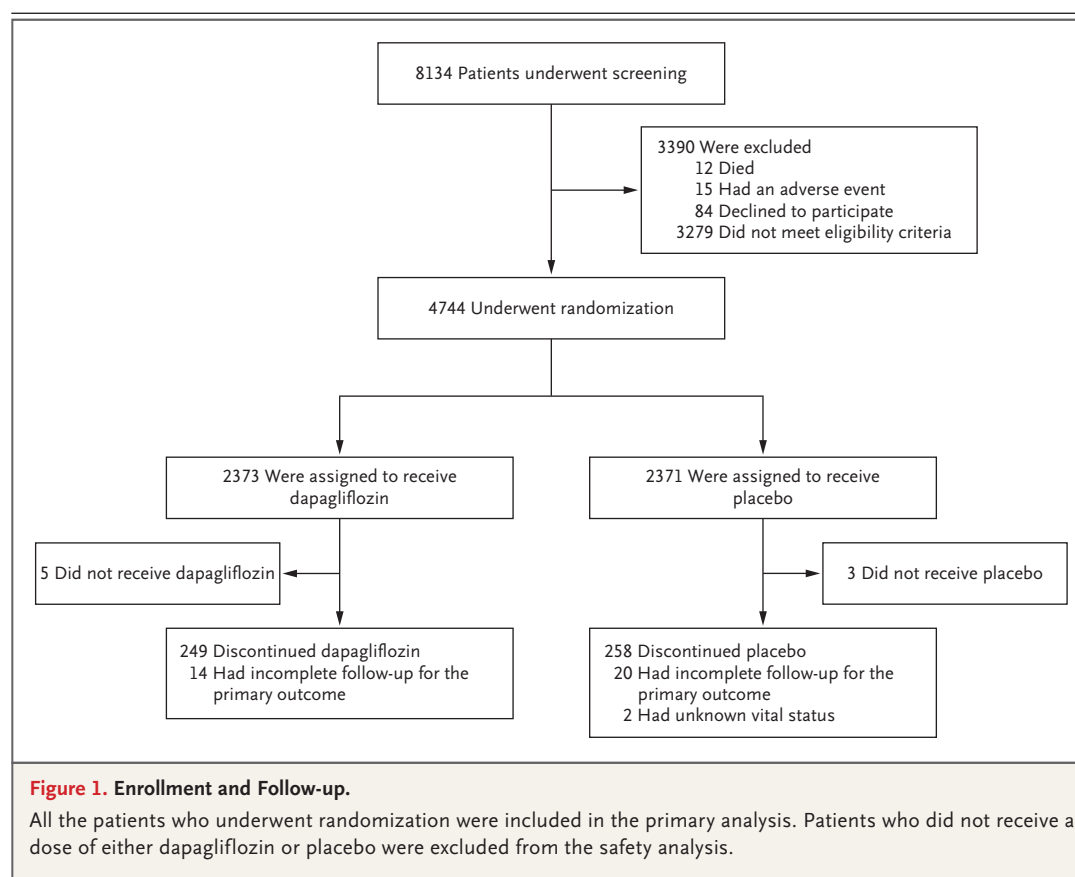 8134 Patients underwent screening
3390 Were excluded
12 Died
15 Had an adverse event
84 Declined to participate
3279 Did not meet eligibility criteria
4744 Underwent randomization
2373 Were assigned to receive
dapagliflozin
2371 Were assigned to receive
placebo
5 Did not receive dapagliflozin
3 Did not receive placebo
249 Discontinued dapagliflozin
14 Had incomplete follow-up for the
primary outcome
258 Discontinued placebo
20 Had incomplete follow-up for the
primary outcome
2 Had unknown vital status
Figure 1. Enrollment and Follow-up.
All the patients who underwent randomization were included in the primary analysis. Patients who did not receive a
dose of either dapagliflozin or placebo were excluded from the safety analysis.